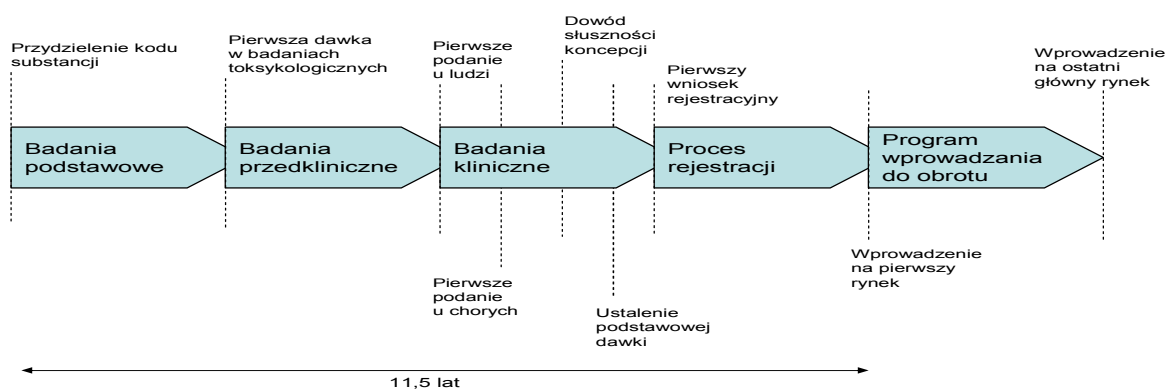 Przydzielenie kodu
substancji
Pierwsza dawka
w badaniach
toksykologicznych
Pierwsze
podanie
u ludzi
Dowód
słuszności
koncepcji
Pierwszy
wniosek
rejestracyjny
Wprowadzenie
na ostatni
główny rynek
Badania
podstawowe
Badania
przedkliniczne
Badania
kliniczne
Proces
rejestracji
Program
wprowadzania
do obrotu
Pierwsze
podanie
u chorych
Ustalenie
podstawowej
dawki
Wprowadzenie
na pierwszy
rynek
11,5 lat